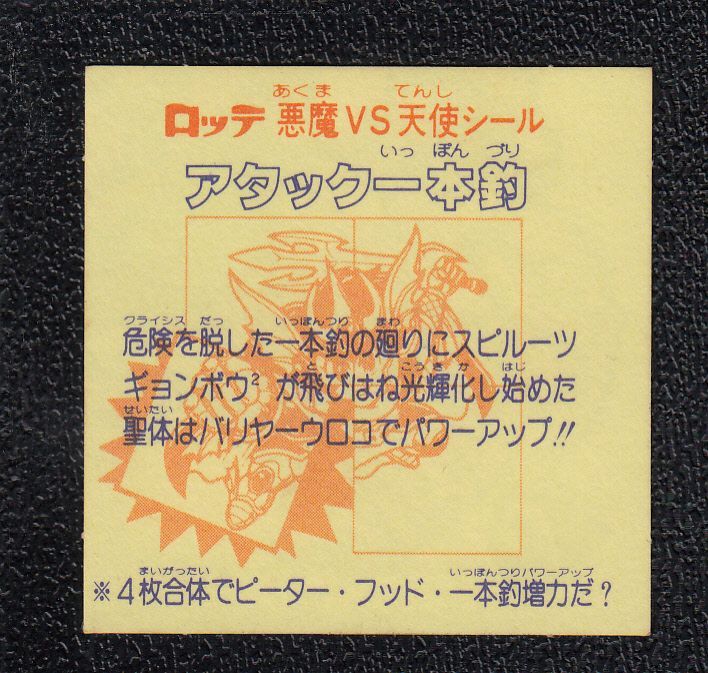 あくま てんし
ロッテ 悪魔VS天使シール
いっ ぽん づり
アタック一本釣
クライシス だっ いっぽんつり まわ
危険を脱した一本釣の廻りにスピルーツ
と こうきか はじ
ギョンボウ² が飛びはね光輝化し始めた
せいたい
聖体はバリヤーウロコでパワーアップ!!
まいがったい いっぽんつりパワーアップ
※4枚合体でピーター・フッド・一本釣増力だ?